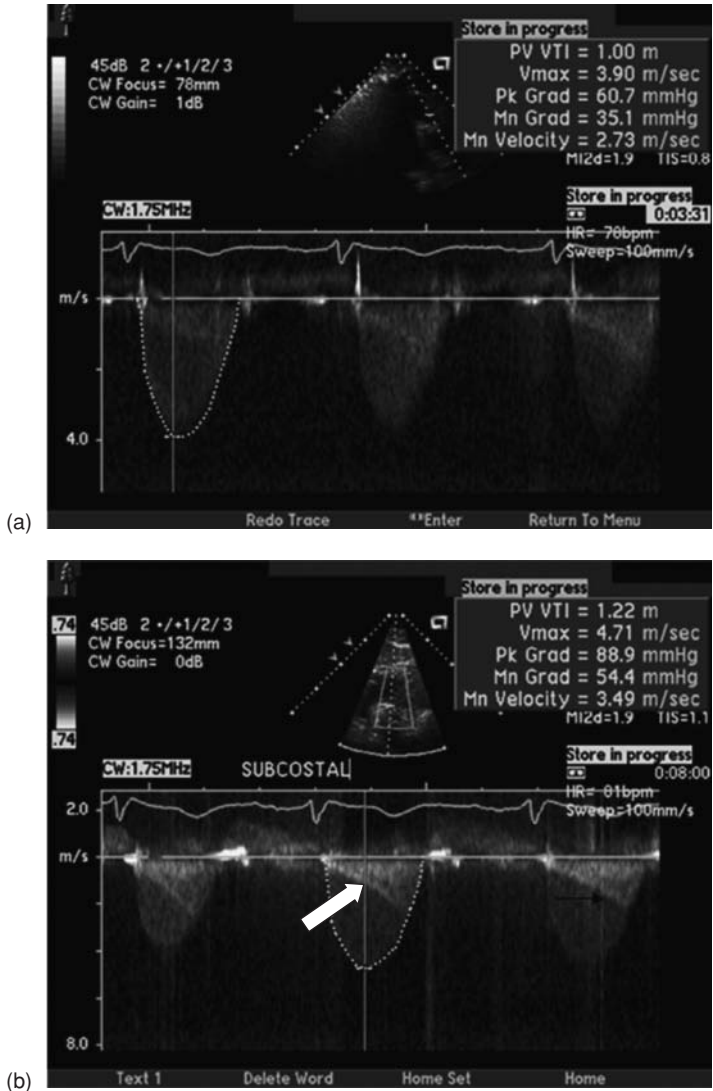 Store in progress
45dB 2 •/+1/2/3
CW Focus= 78mm
CW Gain= 1dB
PV VTI = 1.00 m
Vmax = 3.90 m/sec
Pk Grad = 60.7 mmHg
Mn Grad = 35.1 mmHg
Mn Velocity = 2.73 m/sec
MI2d=1.9 TIS=0.8
Store in progress
CW:1.75MHz
0:03:31
HR= 78bpm
Sweep=100mm/s
m/s
4.0
(a)
Redo Trace
Enter
Return To Menu
Store in progress
.74
45dB 2 •/+1/2/3
CW Focus=132mm
CW Gain= 0dB
PV VTI = 1.22 m
Vmax = 4.71 m/sec
Pk Grad = 88.9 mmHg
Mn Grad = 54.4 mmHg
Mn Velocity = 3.49 m/sec
MI2d=1.9 TIS=1.1
.74
Store in progress
CW:1.75MHz
SUBCOSTAL
0:08:00
HR= 81bpm
Sweep=100mm/s
2.0
m/s
8.0
(b)
Text 1
Delete Word
Home Set
Home